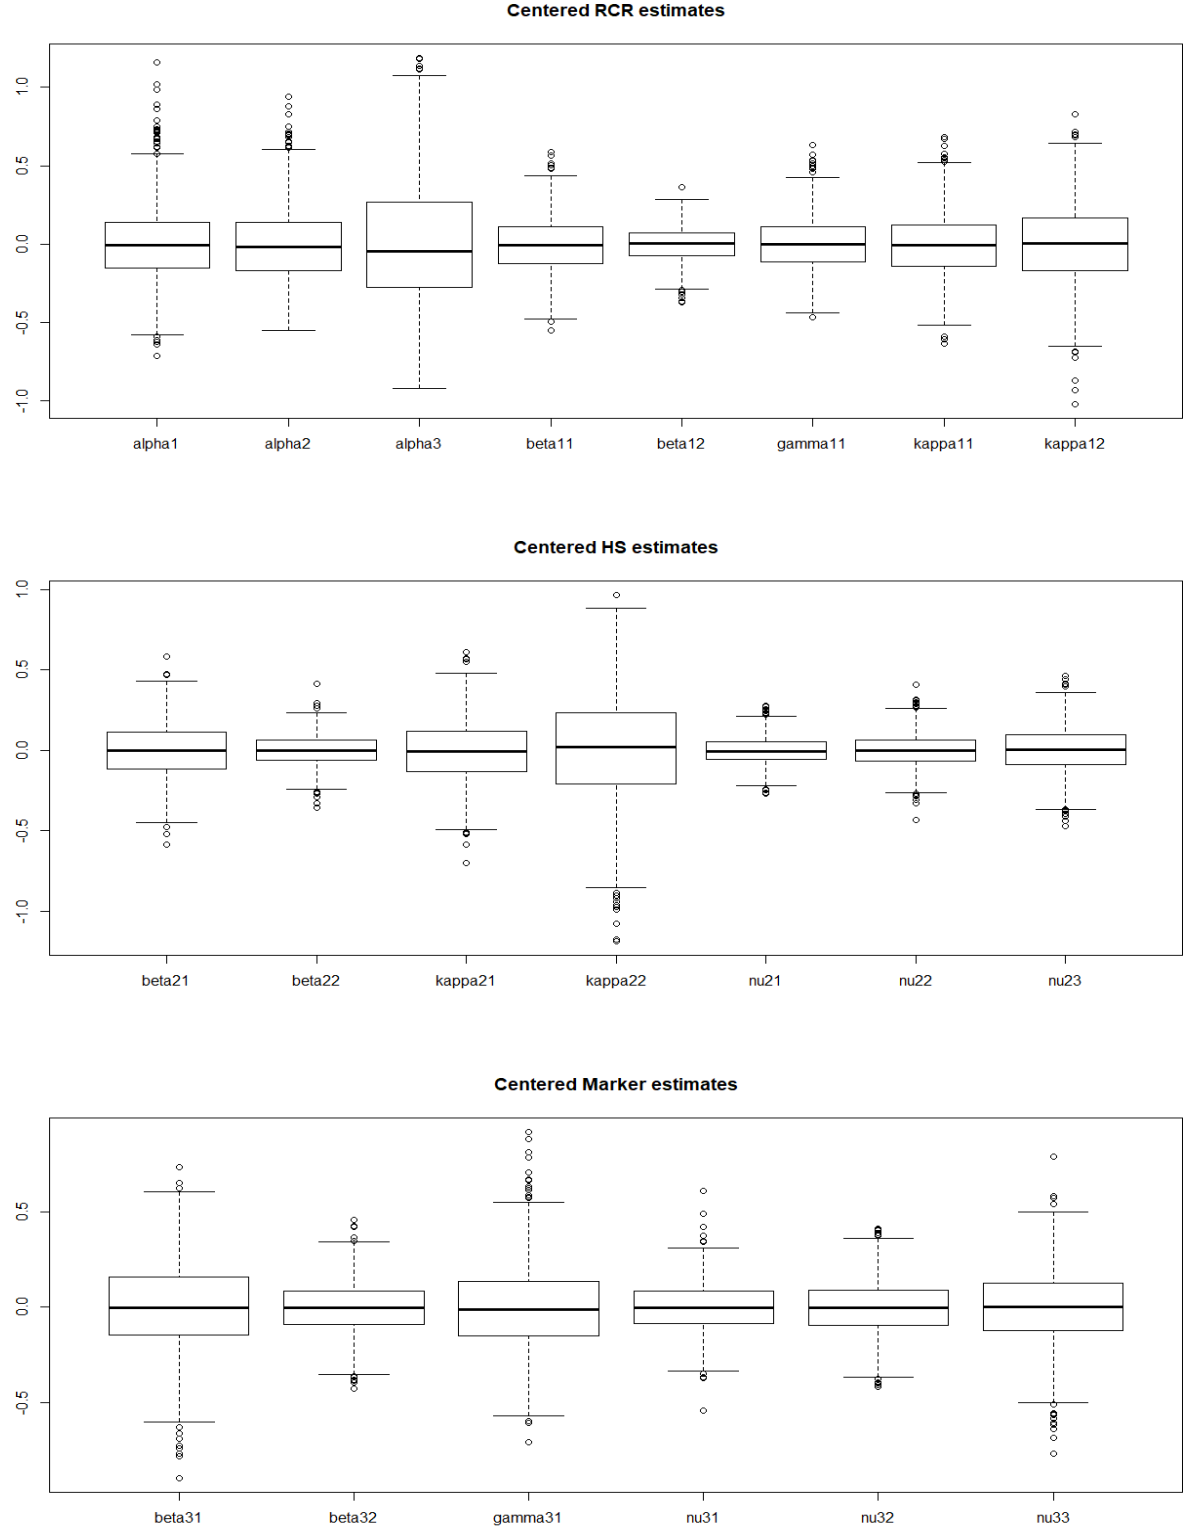 Centered RCR estimates
1.0
0.5
0.0
-0.5
-1.0
alpha1 alpha2 alpha3 beta11 beta12 gamma11 kappa11 kappa12
Centered HS estimates
1.0
0.5
0.0
-0.5
-1.0
beta21 beta22 kappa21 kappa22 nu21 nu22 nu23
Centered Marker estimates
0.5
0.0
-0.5
beta31 beta32 gamma31 nu31 nu32 nu33